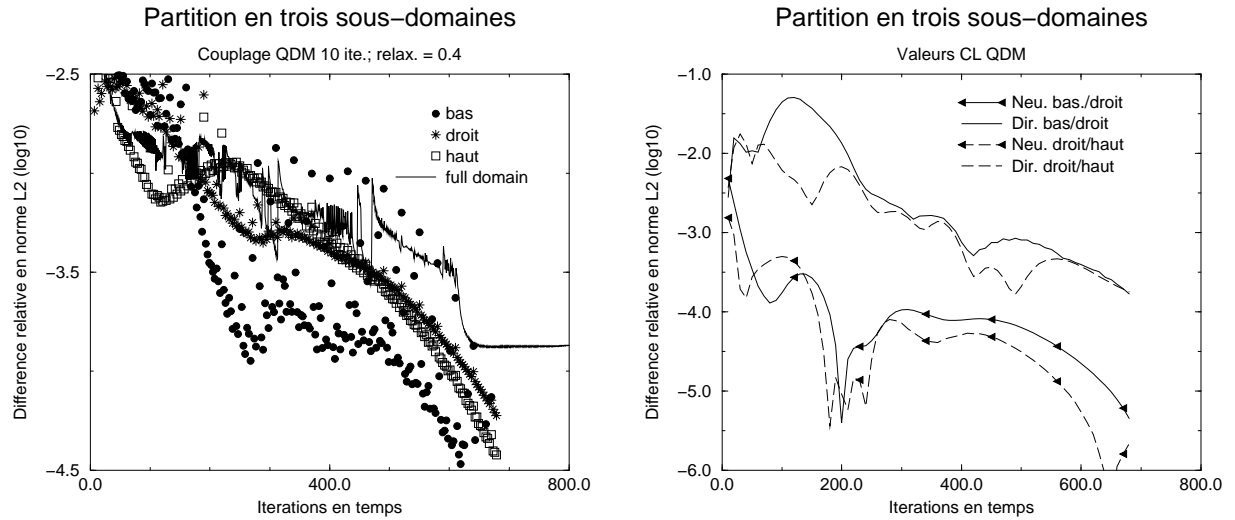 Partition en trois sous−domaines
Couplage QDM 10 ite.; relax. = 0.4
Difference relative en norme L2 (log10)
−2.5
−3.5
−4.5
bas
droit
haut
full domain
0.0
400.0
800.0
Iterations en temps
Partition en trois sous−domaines
Valeurs CL QDM
Difference relative en norme L2 (log10)
−1.0
−2.0
−3.0
−4.0
−5.0
−6.0
Neu. bas./droit
Dir. bas/droit
Neu. droit/haut
Dir. droit/haut
0.0
200.0
400.0
600.0
800.0
Iterations en temps